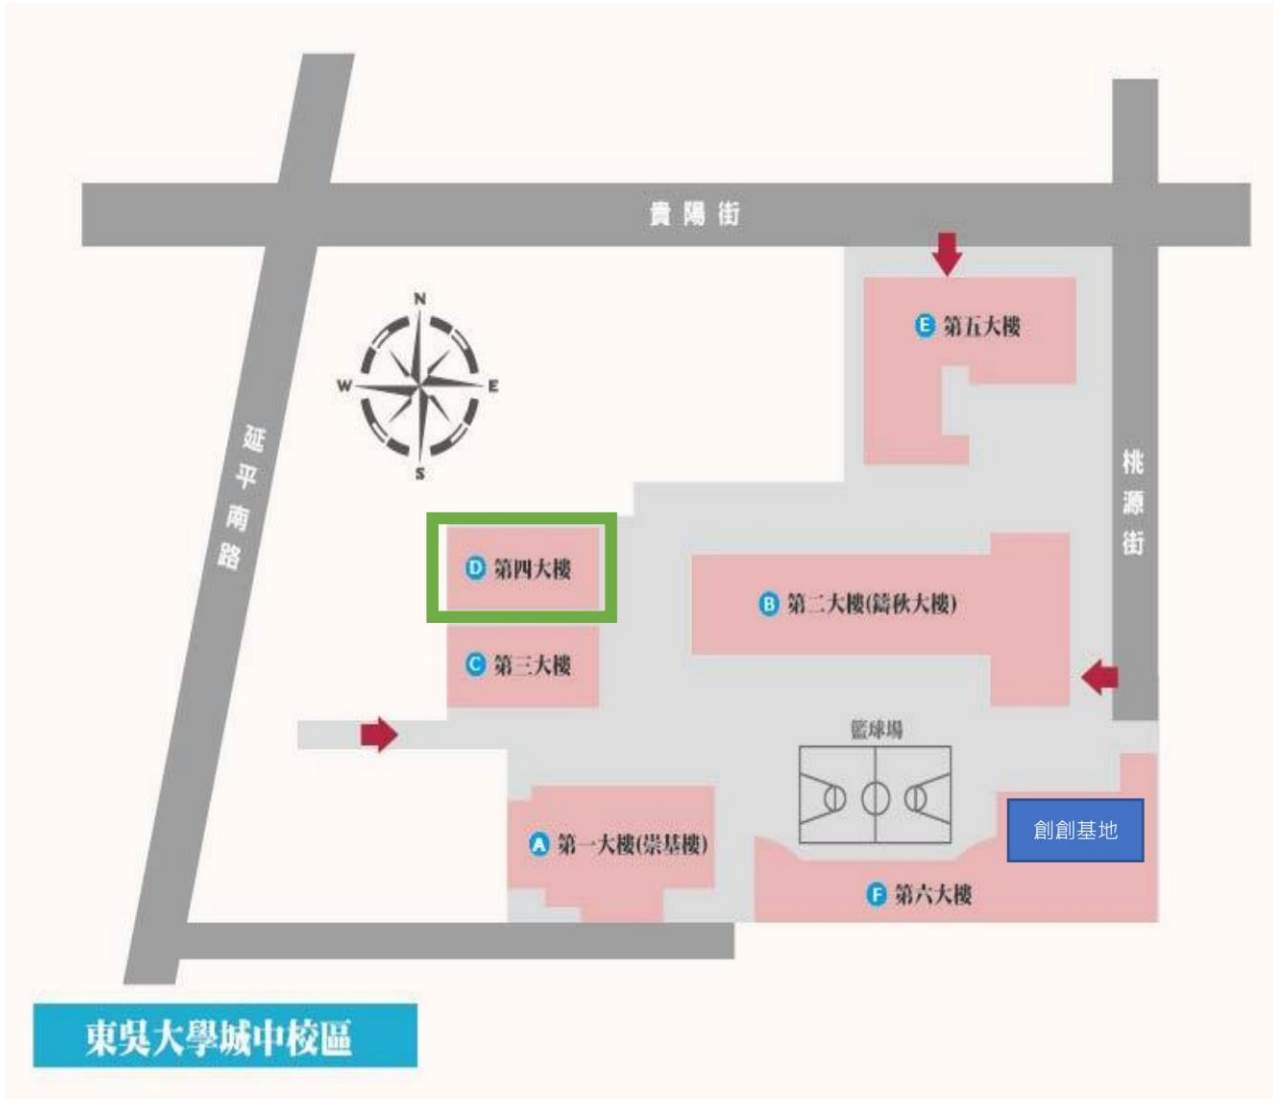 貴陽街
N
W
E
S
E 第五大樓
延平南路
桃源街
D 第四大樓
B 第二大樓(鑄秋大樓)
C 第三大樓
籃球場
創創基地
A 第一大樓(崇基樓)
F 第六大樓
東吳大學城中校區